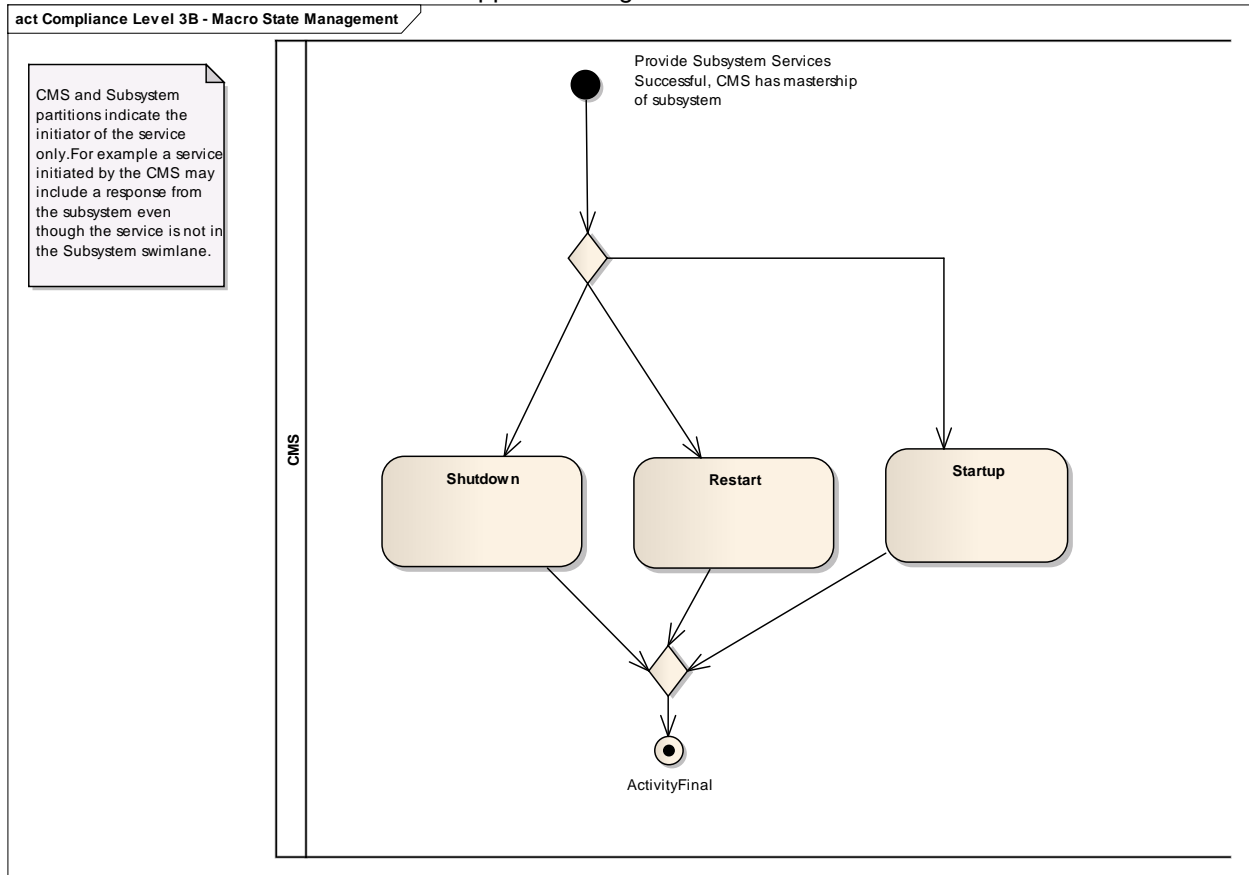 act Compliance Level 3B - Macro State Management
Provide Subsystem Services
Successful, CMS has mastership
of subsystem
CMS and Subsystem
partitions indicate the
initiator of the service
only.For example a service
initiated by the CMS may
include a response from
the subsystem even
though the service is not in
the Subsystem swimlane.
CMS
Shutdown
Restart
Startup
ActivityFinal